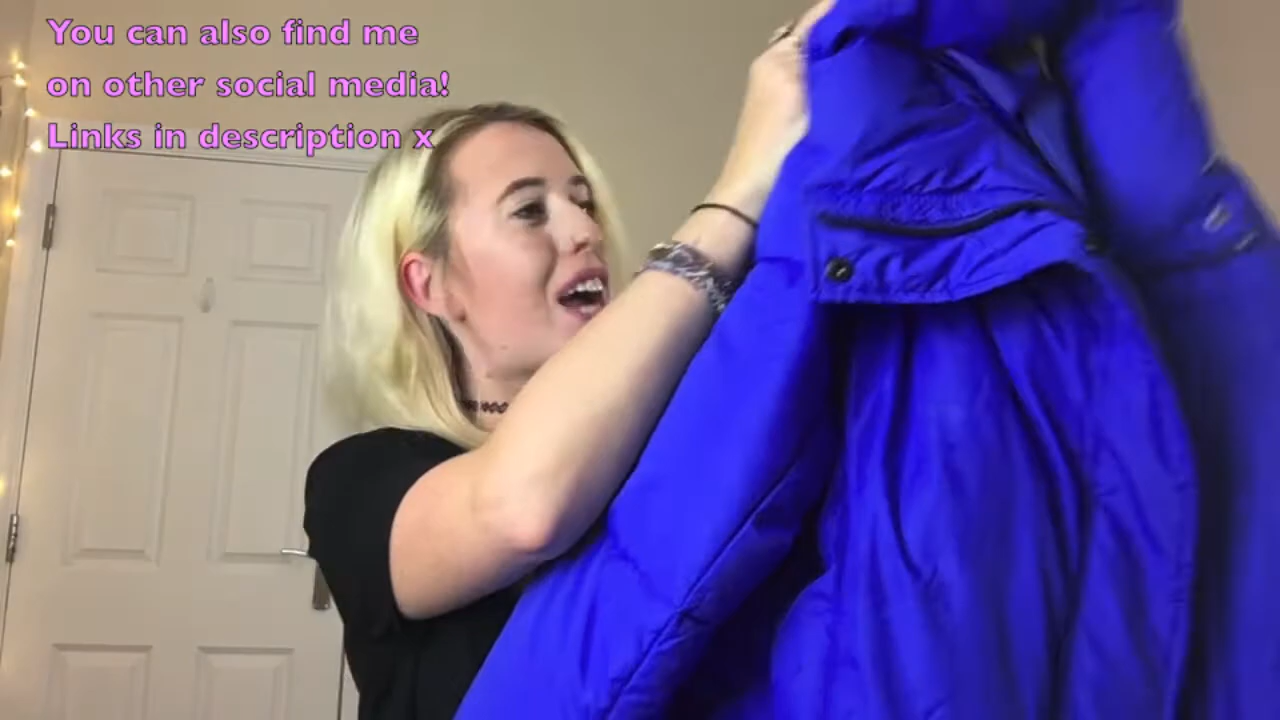 You can also find me
on other social media!
Links in description x